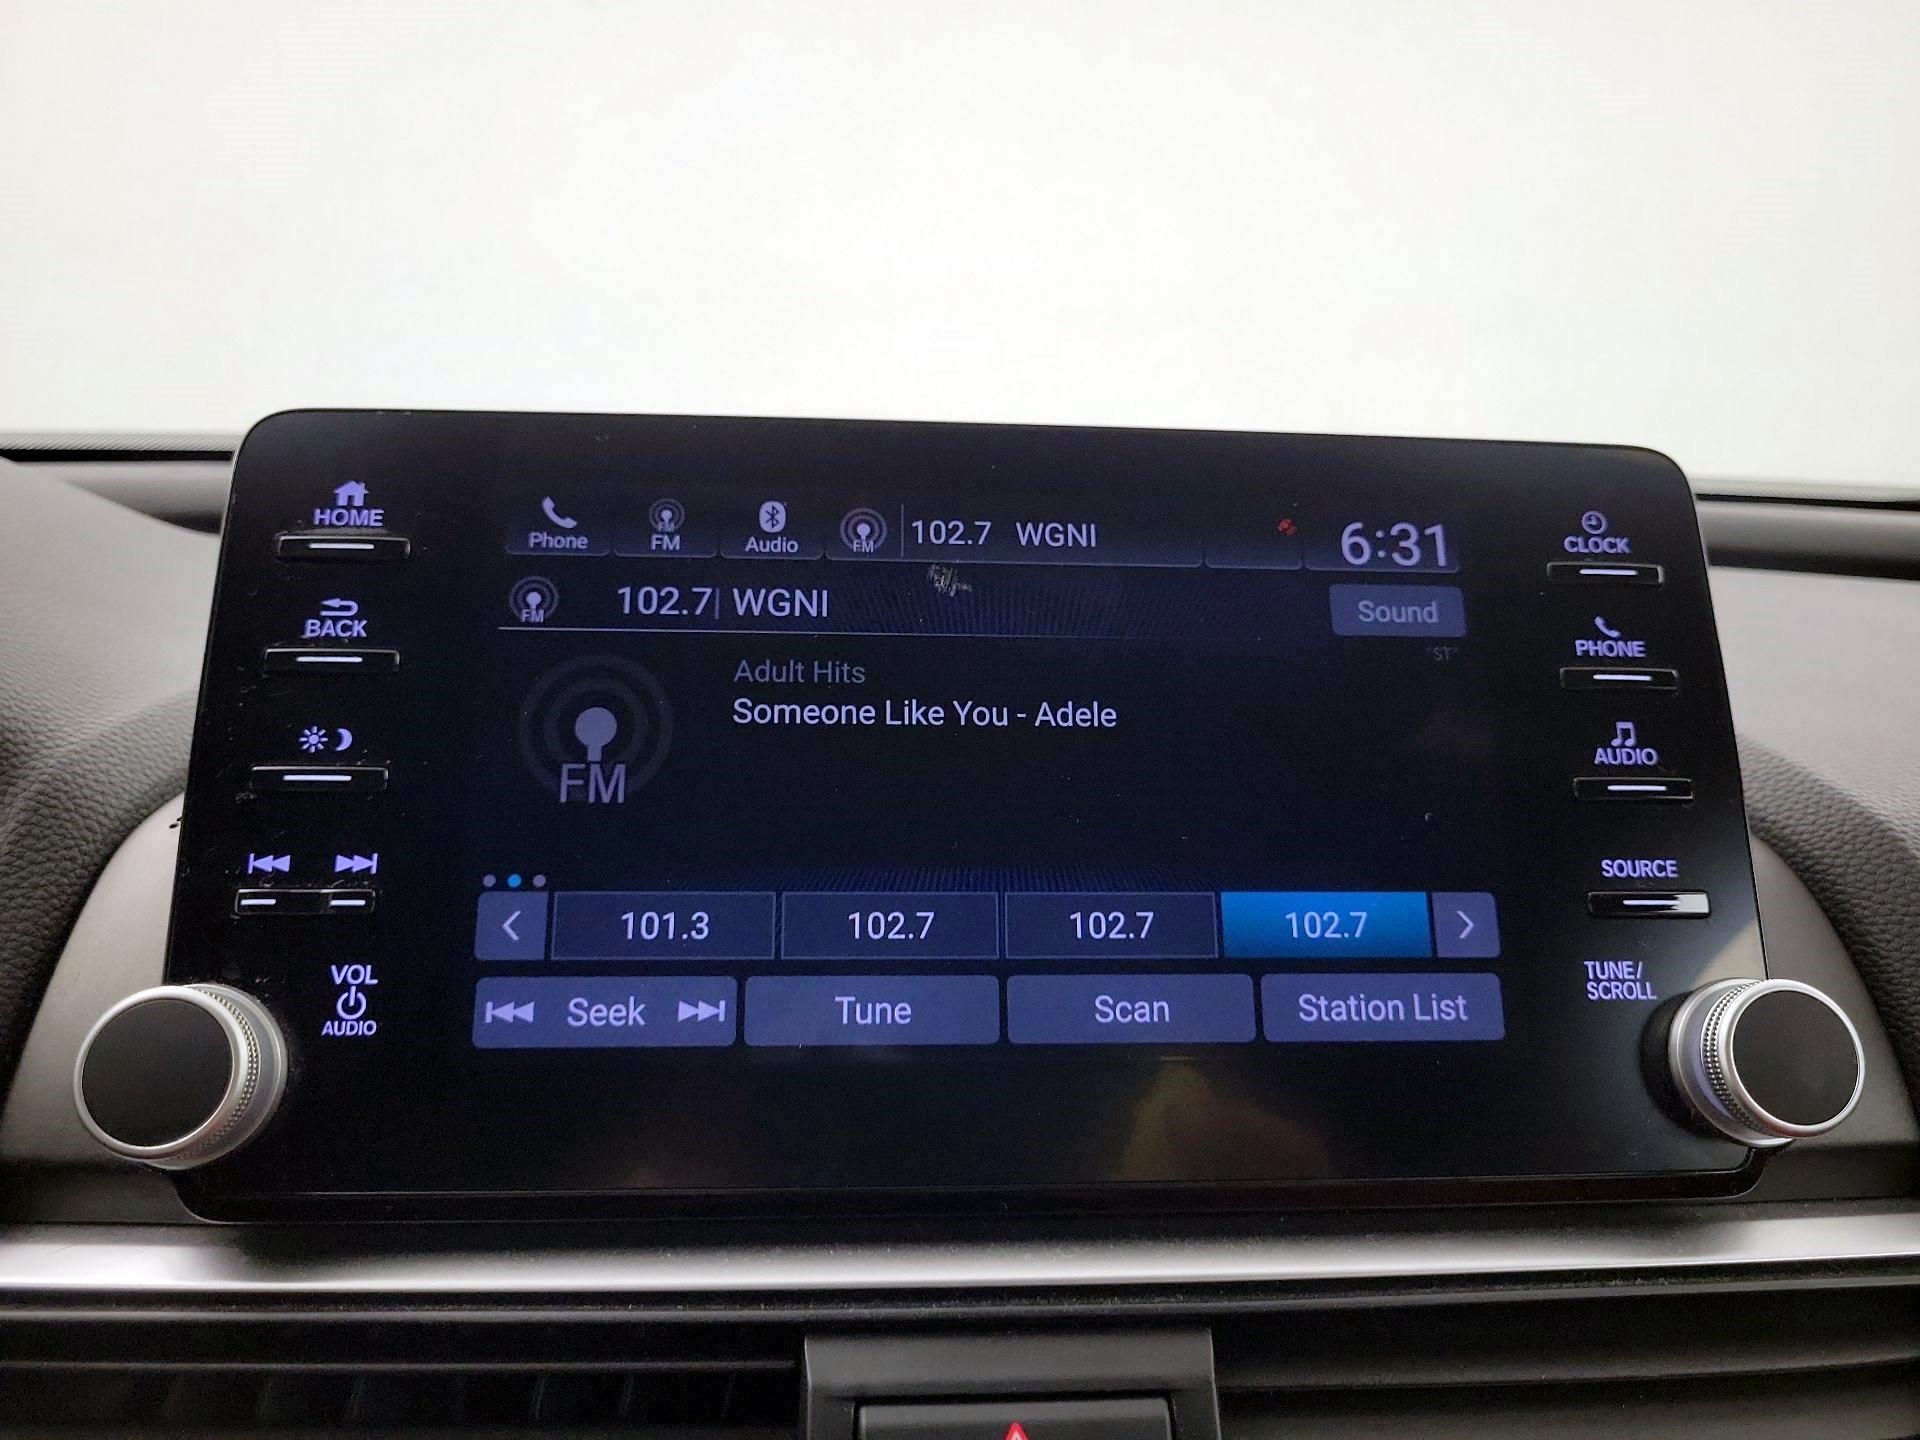 HOME
BACK
VOL
AUDIO
Phone
FM
Audio
FM
102.7 WGNI
6:31
FM
102.7 WGNI
Sound
ST
Adult Hits
Someone Like You - Adele
FM
101.3
102.7
102.7
102.7
Seek
Tune
Scan
Station List
CLOCK
PHONE
AUDIO
SOURCE
TUNE/
SCROLL